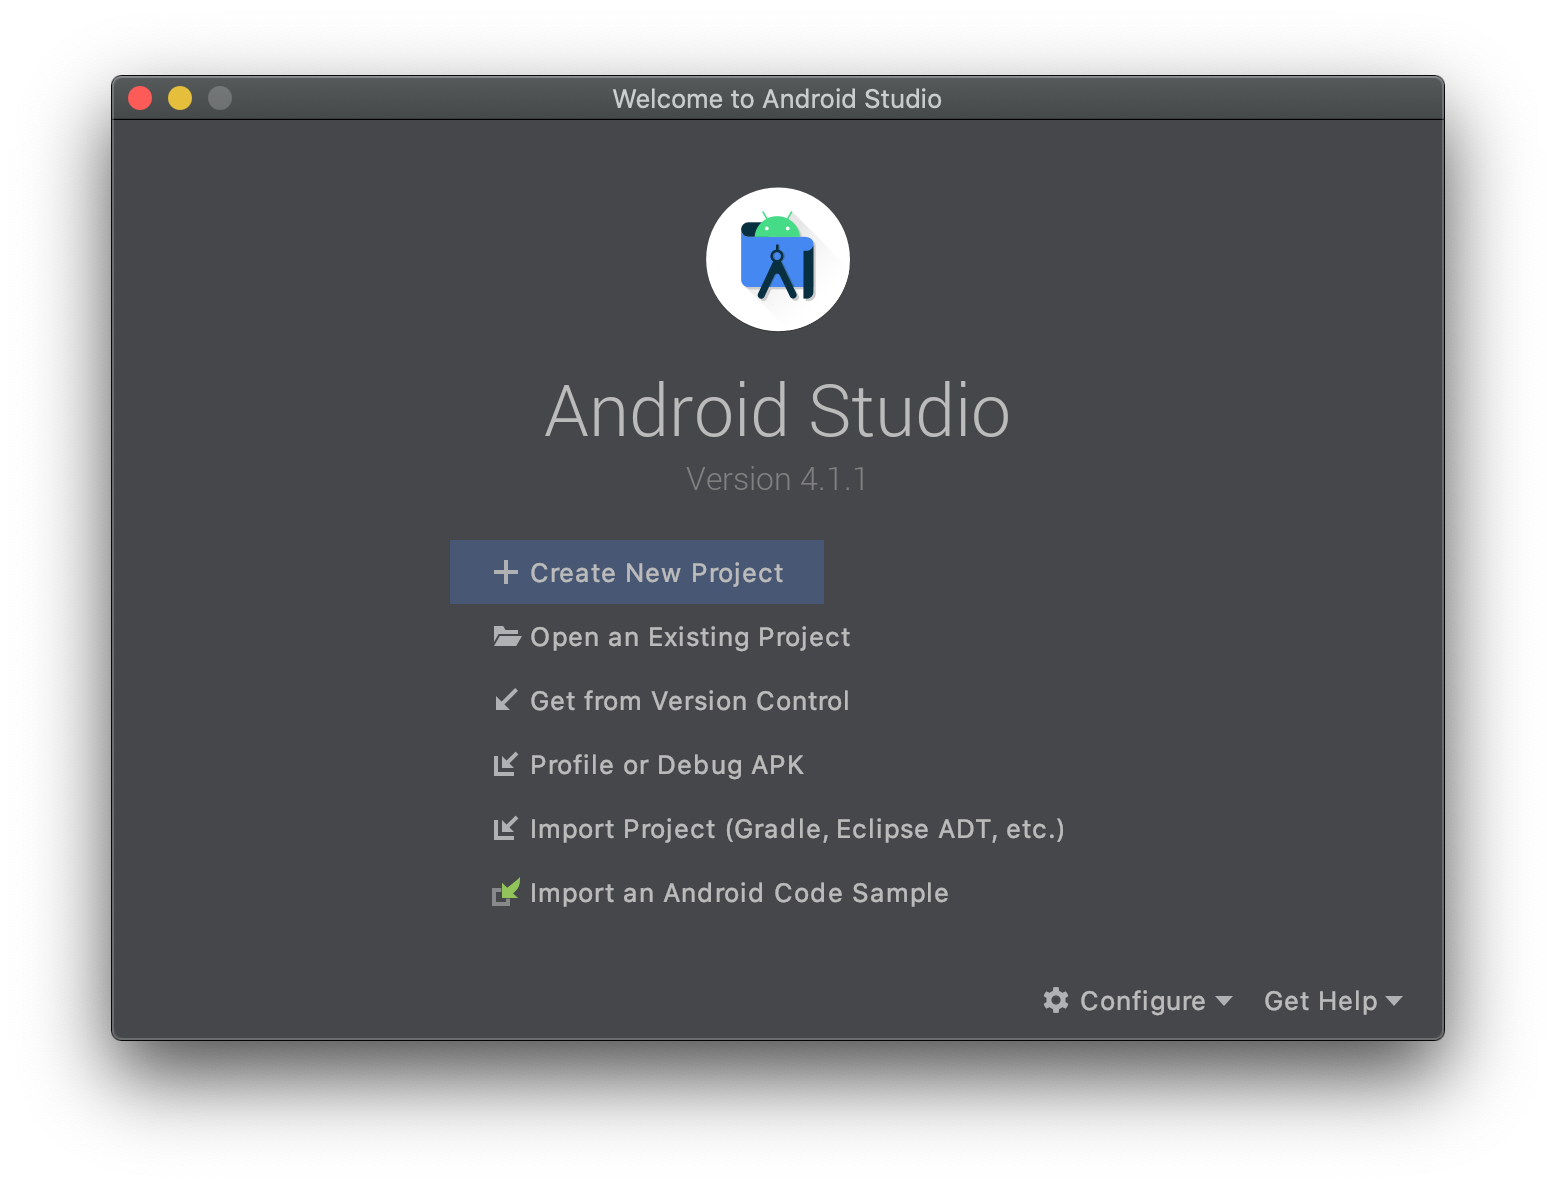 Welcome to Android Studio
Android Studio
Version 4.1.1
Create New Project
Open an Existing Project
Get from Version Control
Profile or Debug APK
Import Project (Gradle, Eclipse ADT, etc.)
Import an Android Code Sample
Configure Get Help